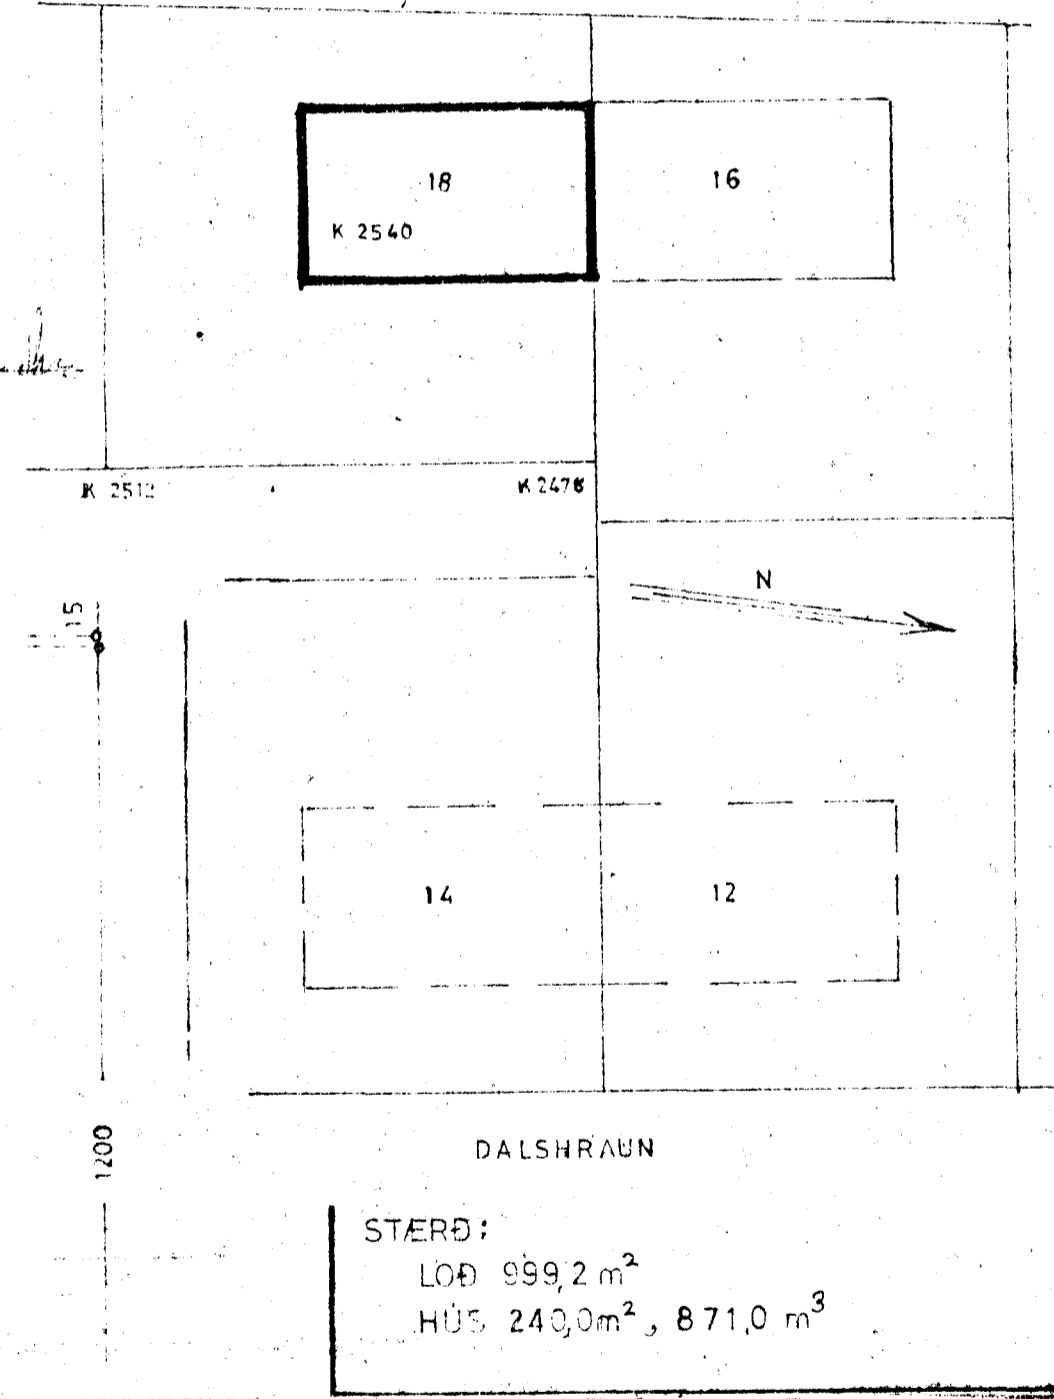 18
16
K 2540
K 2512
K 2478
N
15
14
12
1200
DALSHRAUN
STÆRÐ:
LOÐ 999,2 m²
HÚS 240,0m², 871,0 m³